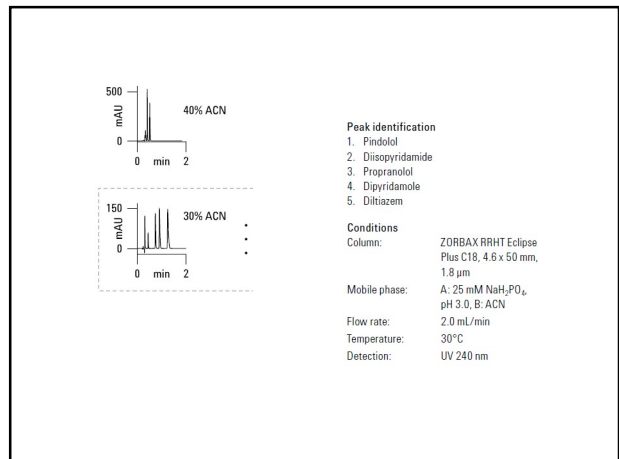 500
mAU
0
40% ACN
0 min 2
150
mAU
0
30% ACN
0 min 2
•
•
•
Peak identification
1. Pindolol
2. Diisopyridamide
3. Propranolol
4. Dipyridamole
5. Diltiazem
Conditions
Column: ZORBAX RRHT Eclipse
Plus C18, 4.6 x 50 mm,
1.8 µm
Mobile phase: A: 25 mM NaH₂PO₄,
pH 3.0, B: ACN
Flow rate: 2.0 mL/min
Temperature: 30°C
Detection: UV 240 nm